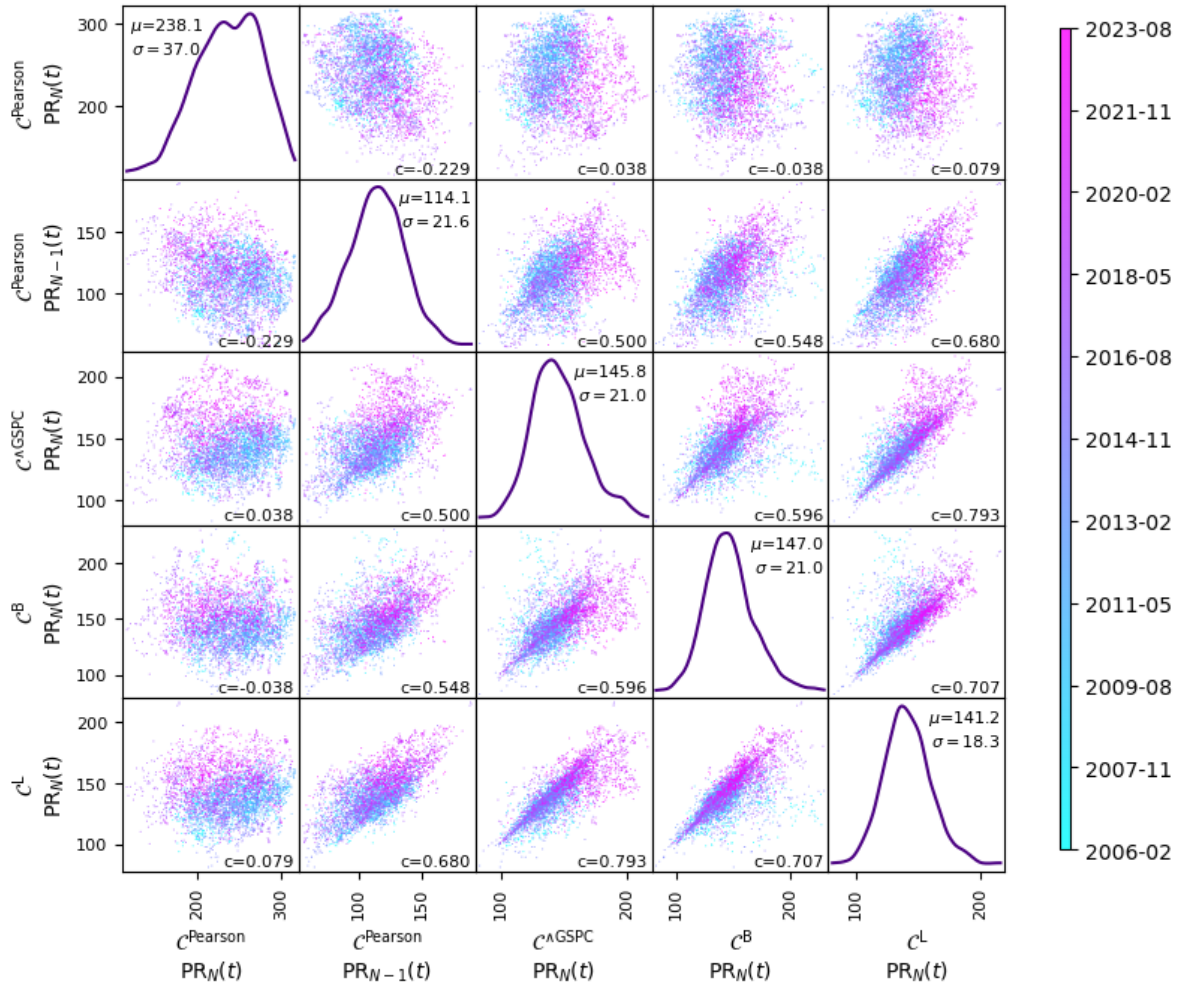 300
200
𝒞^Pearson
PR_N(t)
μ=238.1
σ=37.0
c=-0.229
c=0.038
c=-0.038
c=0.079
150
100
𝒞^Pearson
PR_{N−1}(t)
c=-0.229
μ=114.1
σ=21.6
c=0.500
c=0.548
c=0.680
200
150
100
𝒞^∧GSPC
PR_N(t)
c=0.038
c=0.500
μ=145.8
σ=21.0
c=0.596
c=0.793
200
150
100
𝒞^B
PR_N(t)
c=-0.038
c=0.548
c=0.596
μ=147.0
σ=21.0
c=0.707
200
150
100
𝒞^L
PR_N(t)
c=0.079
c=0.680
c=0.793
c=0.707
μ=141.2
σ=18.3
200 300 100 150 100 200 100 200 100 200
𝒞^Pearson 𝒞^Pearson 𝒞^∧GSPC 𝒞^B 𝒞^L
PR_N(t) PR_{N−1}(t) PR_N(t) PR_N(t) PR_N(t)
2023-08
2021-11
2020-02
2018-05
2016-08
2014-11
2013-02
2011-05
2009-08
2007-11
2006-02